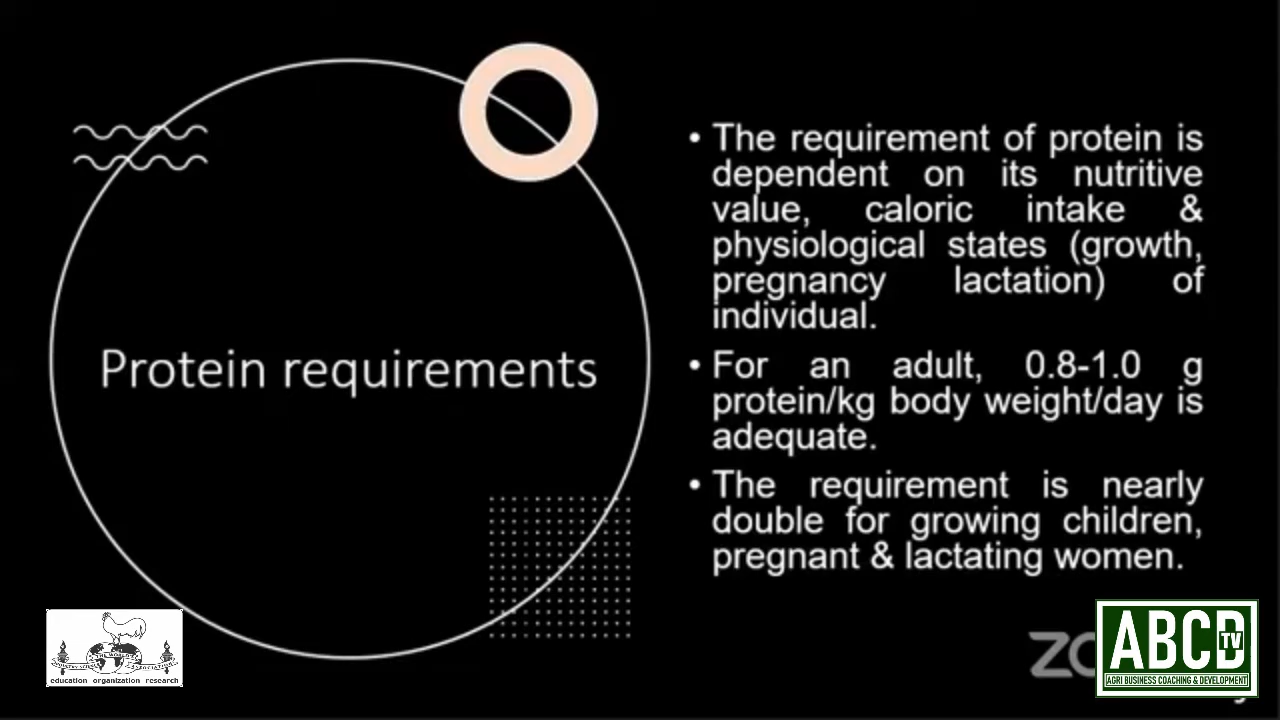 Protein requirements
• The requirement of protein is
dependent on its nutritive
value, caloric intake &
physiological states (growth,
pregnancy lactation) of
individual.
• For an adult, 0.8-1.0 g
protein/kg body weight/day is
adequate.
• The requirement is nearly
double for growing children,
pregnant & lactating women.
education organization research
ABCD TV
AGRI BUSINESS COACHING & DEVELOPMENT